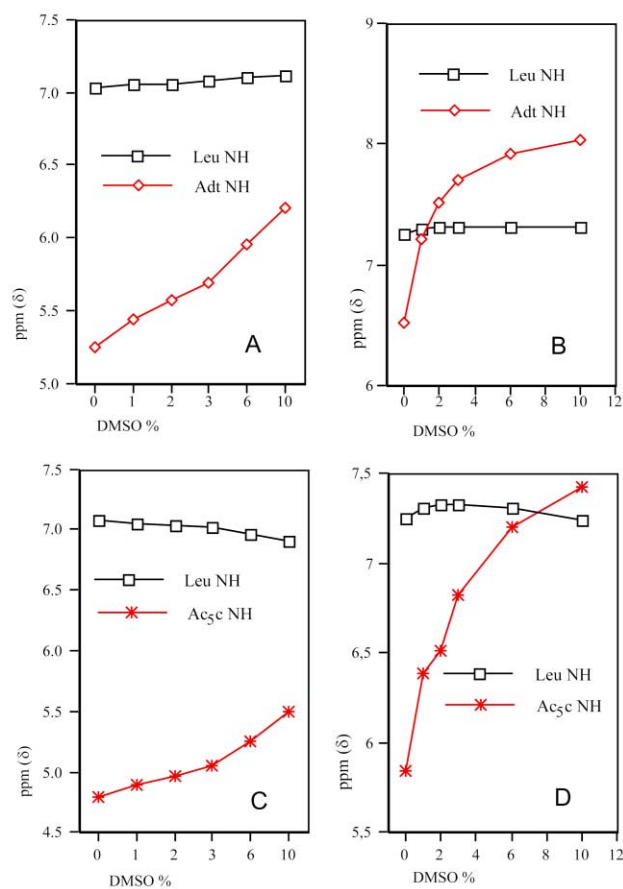 7.5
7.0
6.5
6.0
5.5
5.0
ppm (δ)
Leu NH
Adt NH
A
0 1 2 3 6 10
DMSO %
9
8
7
6
ppm (δ )
Leu NH
Adt NH
B
0 2 4 6 8 10 12
DMSO %
7.5
7.0
6.5
5.5
5.0
4.5
ppm (δ)
Leu NH
Ac5c NH
C
0 1 2 3 6 10
DMSO %
7,5
7
6,5
6
5,5
ppm (δ)
Leu NH
Ac5c NH
D
0 2 4 6 8 10 12
DMSO %